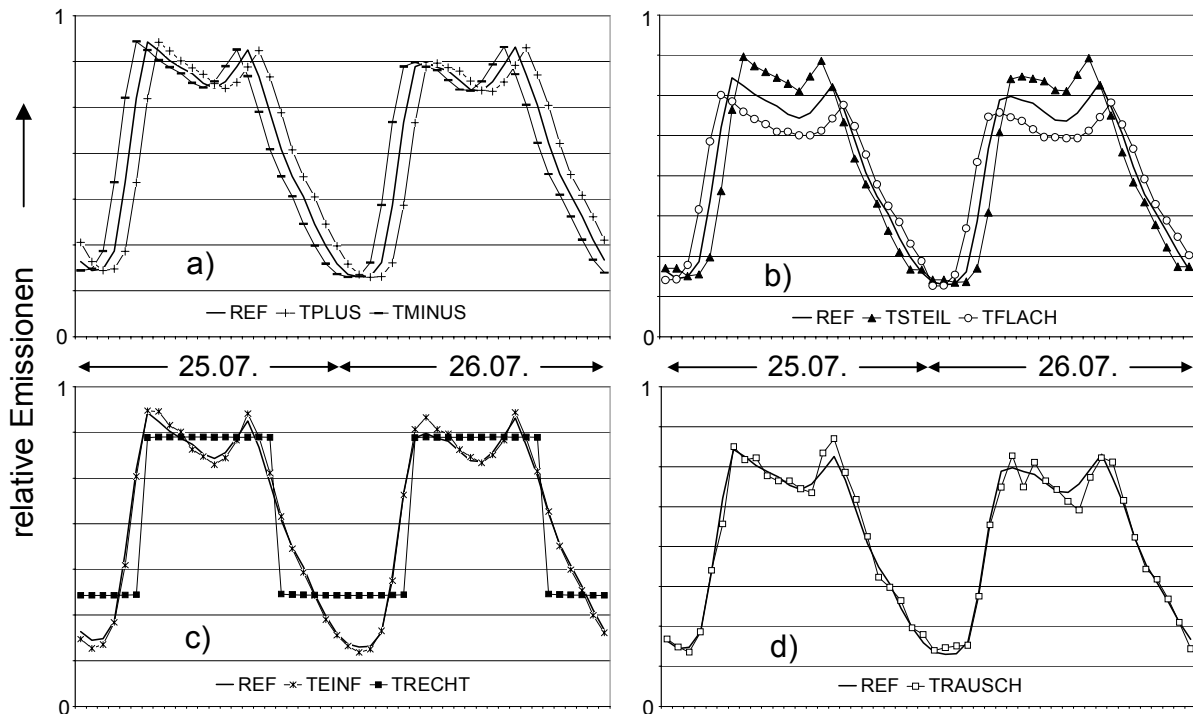 relative Emissionen
1
a)
REF TPLUS TMINUS
0
1
b)
REF TSTEIL TFLACH
0
25.07. 26.07.
25.07. 26.07.
1
c)
REF TEINF TRECHT
0
1
d)
REF TRAUSCH
0